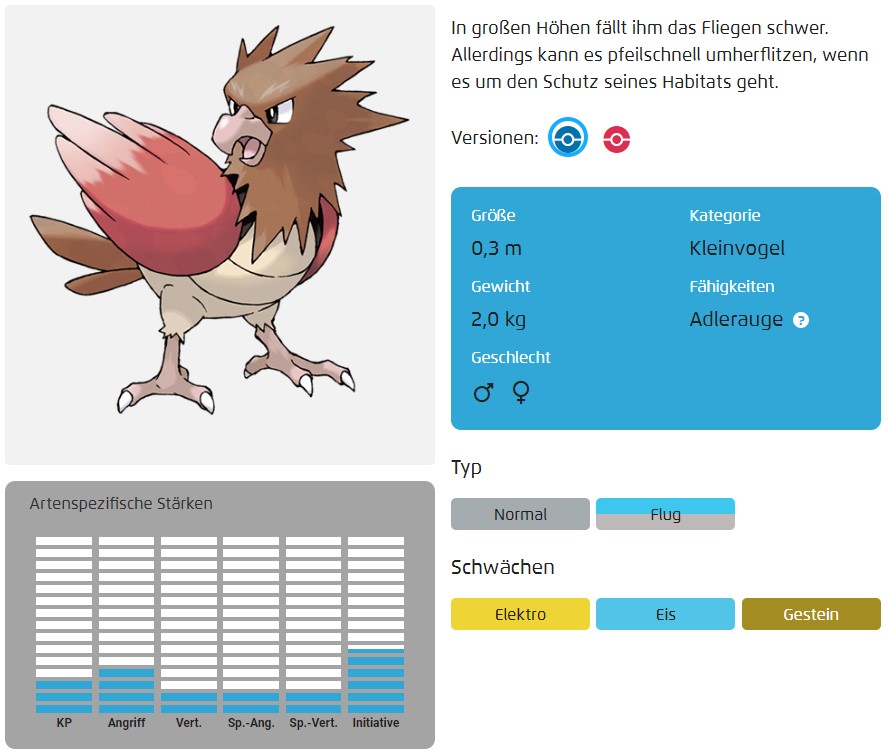 In großen Höhen fällt ihm das Fliegen schwer.
Allerdings kann es pfeilschnell umherflitzen, wenn
es um den Schutz seines Habitats geht.
Versionen:
Größe
0,3 m
Kategorie
Kleinvogel
Gewicht
2,0 kg
Fähigkeiten
Adlerauge ?
Geschlecht
♂ ♀
Typ
Normal
Flug
Schwächen
Elektro
Eis
Gestein
Artenspezifische Stärken
KP
Angriff
Vert.
Sp.-Ang.
Sp.-Vert.
Initiative